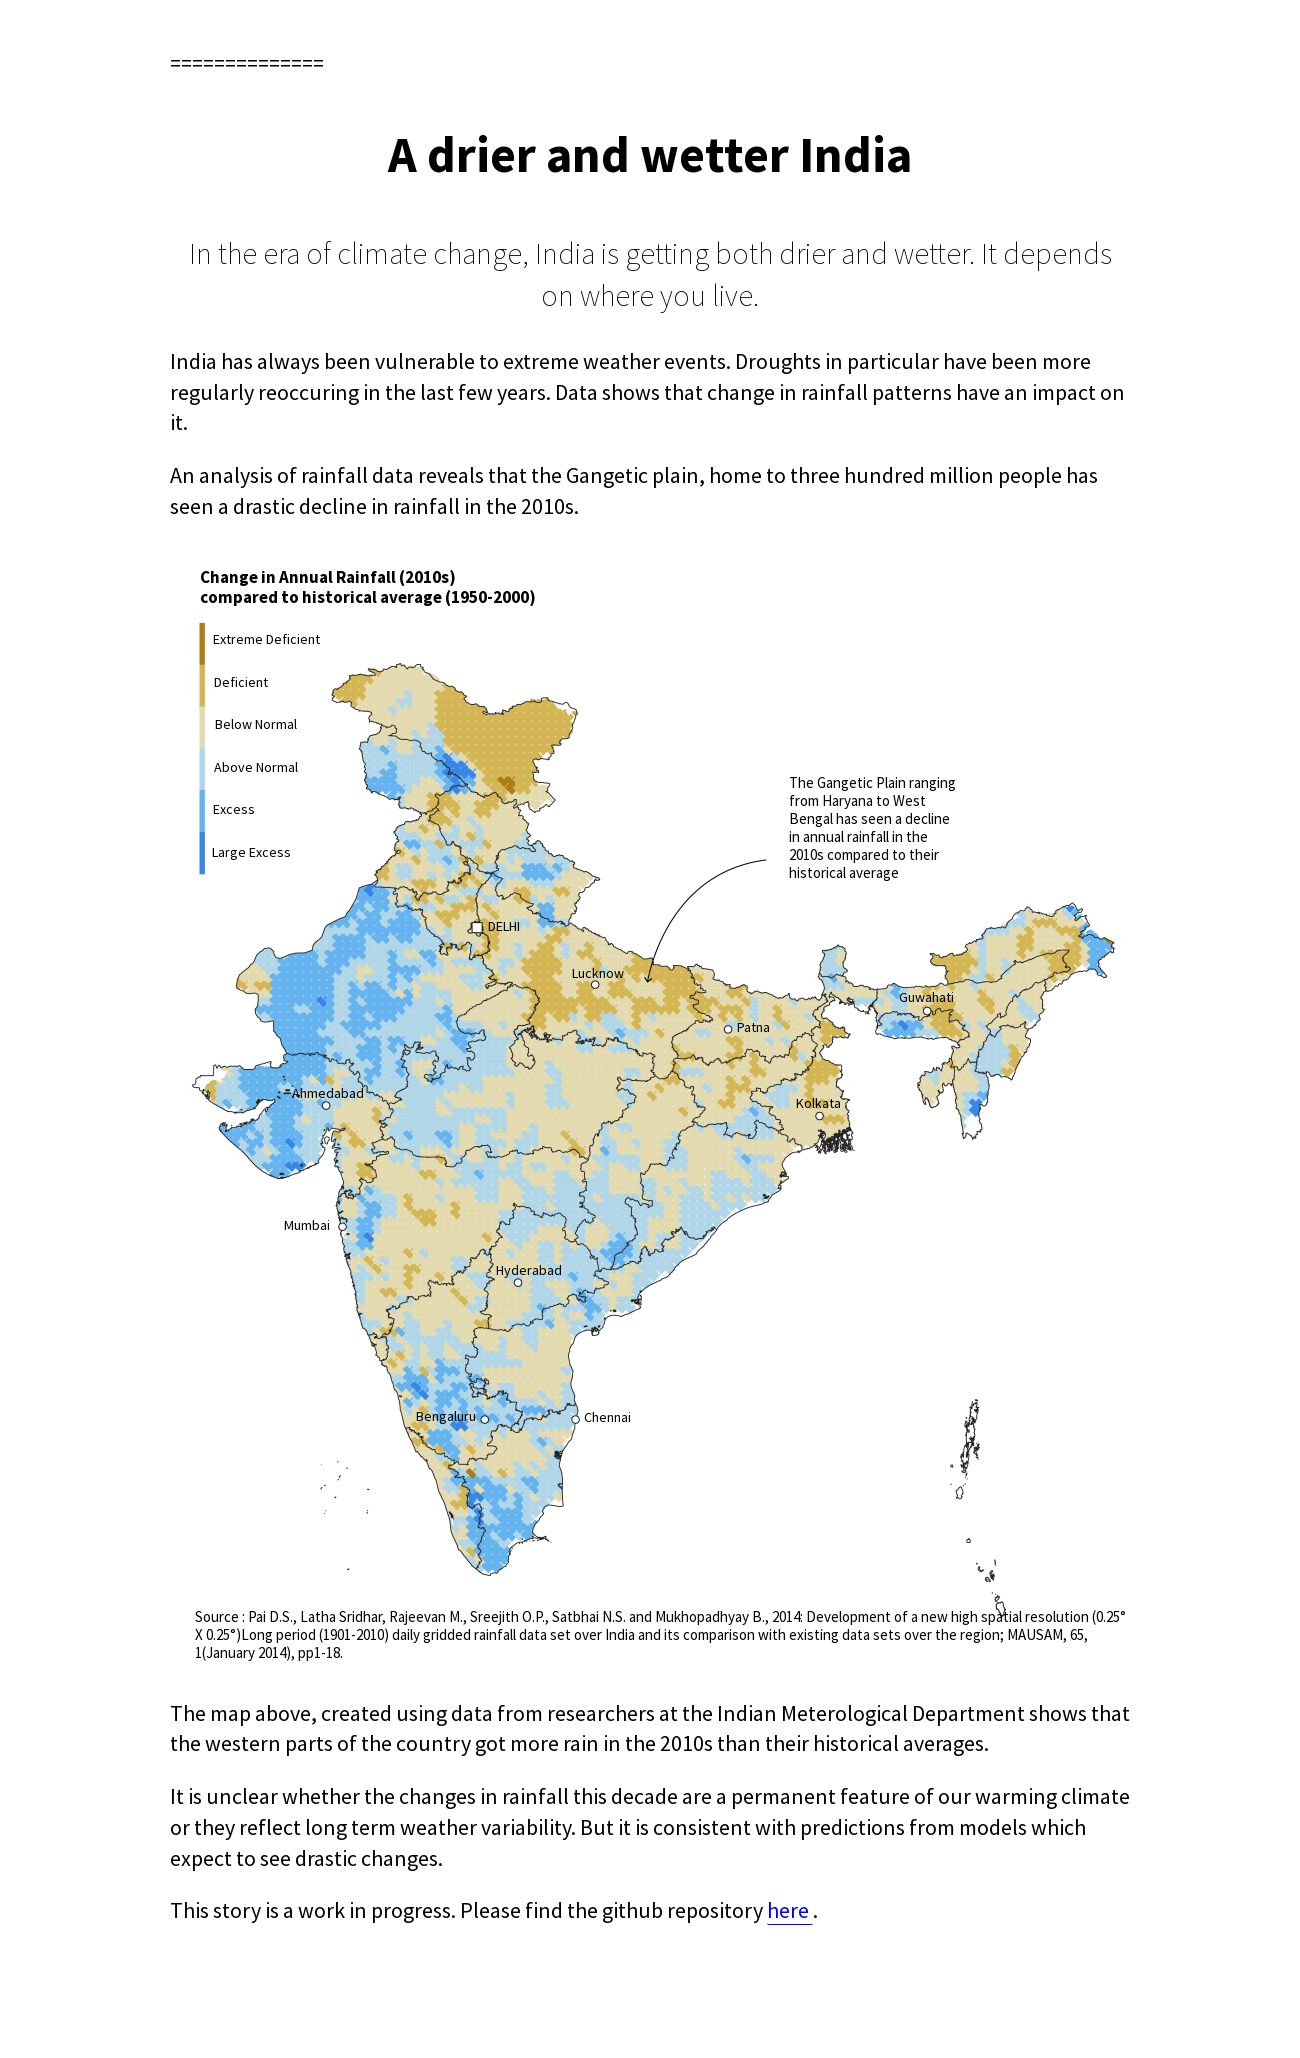 ==============
A drier and wetter India
In the era of climate change, India is getting both drier and wetter. It depends
on where you live.
India has always been vulnerable to extreme weather events. Droughts in particular have been more
regularly reoccuring in the last few years. Data shows that change in rainfall patterns have an impact on
it.
An analysis of rainfall data reveals that the Gangetic plain, home to three hundred million people has
seen a drastic decline in rainfall in the 2010s.
Change in Annual Rainfall (2010s)
compared to historical average (1950-2000)
Extreme Deficient
Deficient
Below Normal
Above Normal
Excess
Large Excess
The Gangetic Plain ranging
from Haryana to West
Bengal has seen a decline
in annual rainfall in the
2010s compared to their
historical average
DELHI
Lucknow
Guwahati
Patna
Ahmedabad
Kolkata
Mumbai
Hyderabad
Bengaluru
Chennai
Source : Pai D.S., Latha Sridhar, Rajeevan M., Sreejith O.P., Satbhai N.S. and Mukhopadhyay B., 2014: Development of a new high spatial resolution (0.25°
X 0.25°)Long period (1901-2010) daily gridded rainfall data set over India and its comparison with existing data sets over the region; MAUSAM, 65,
1(January 2014), pp1-18.
The map above, created using data from researchers at the Indian Meterological Department shows that
the western parts of the country got more rain in the 2010s than their historical averages.
It is unclear whether the changes in rainfall this decade are a permanent feature of our warming climate
or they reflect long term weather variability. But it is consistent with predictions from models which
expect to see drastic changes.
This story is a work in progress. Please find the github repository here .